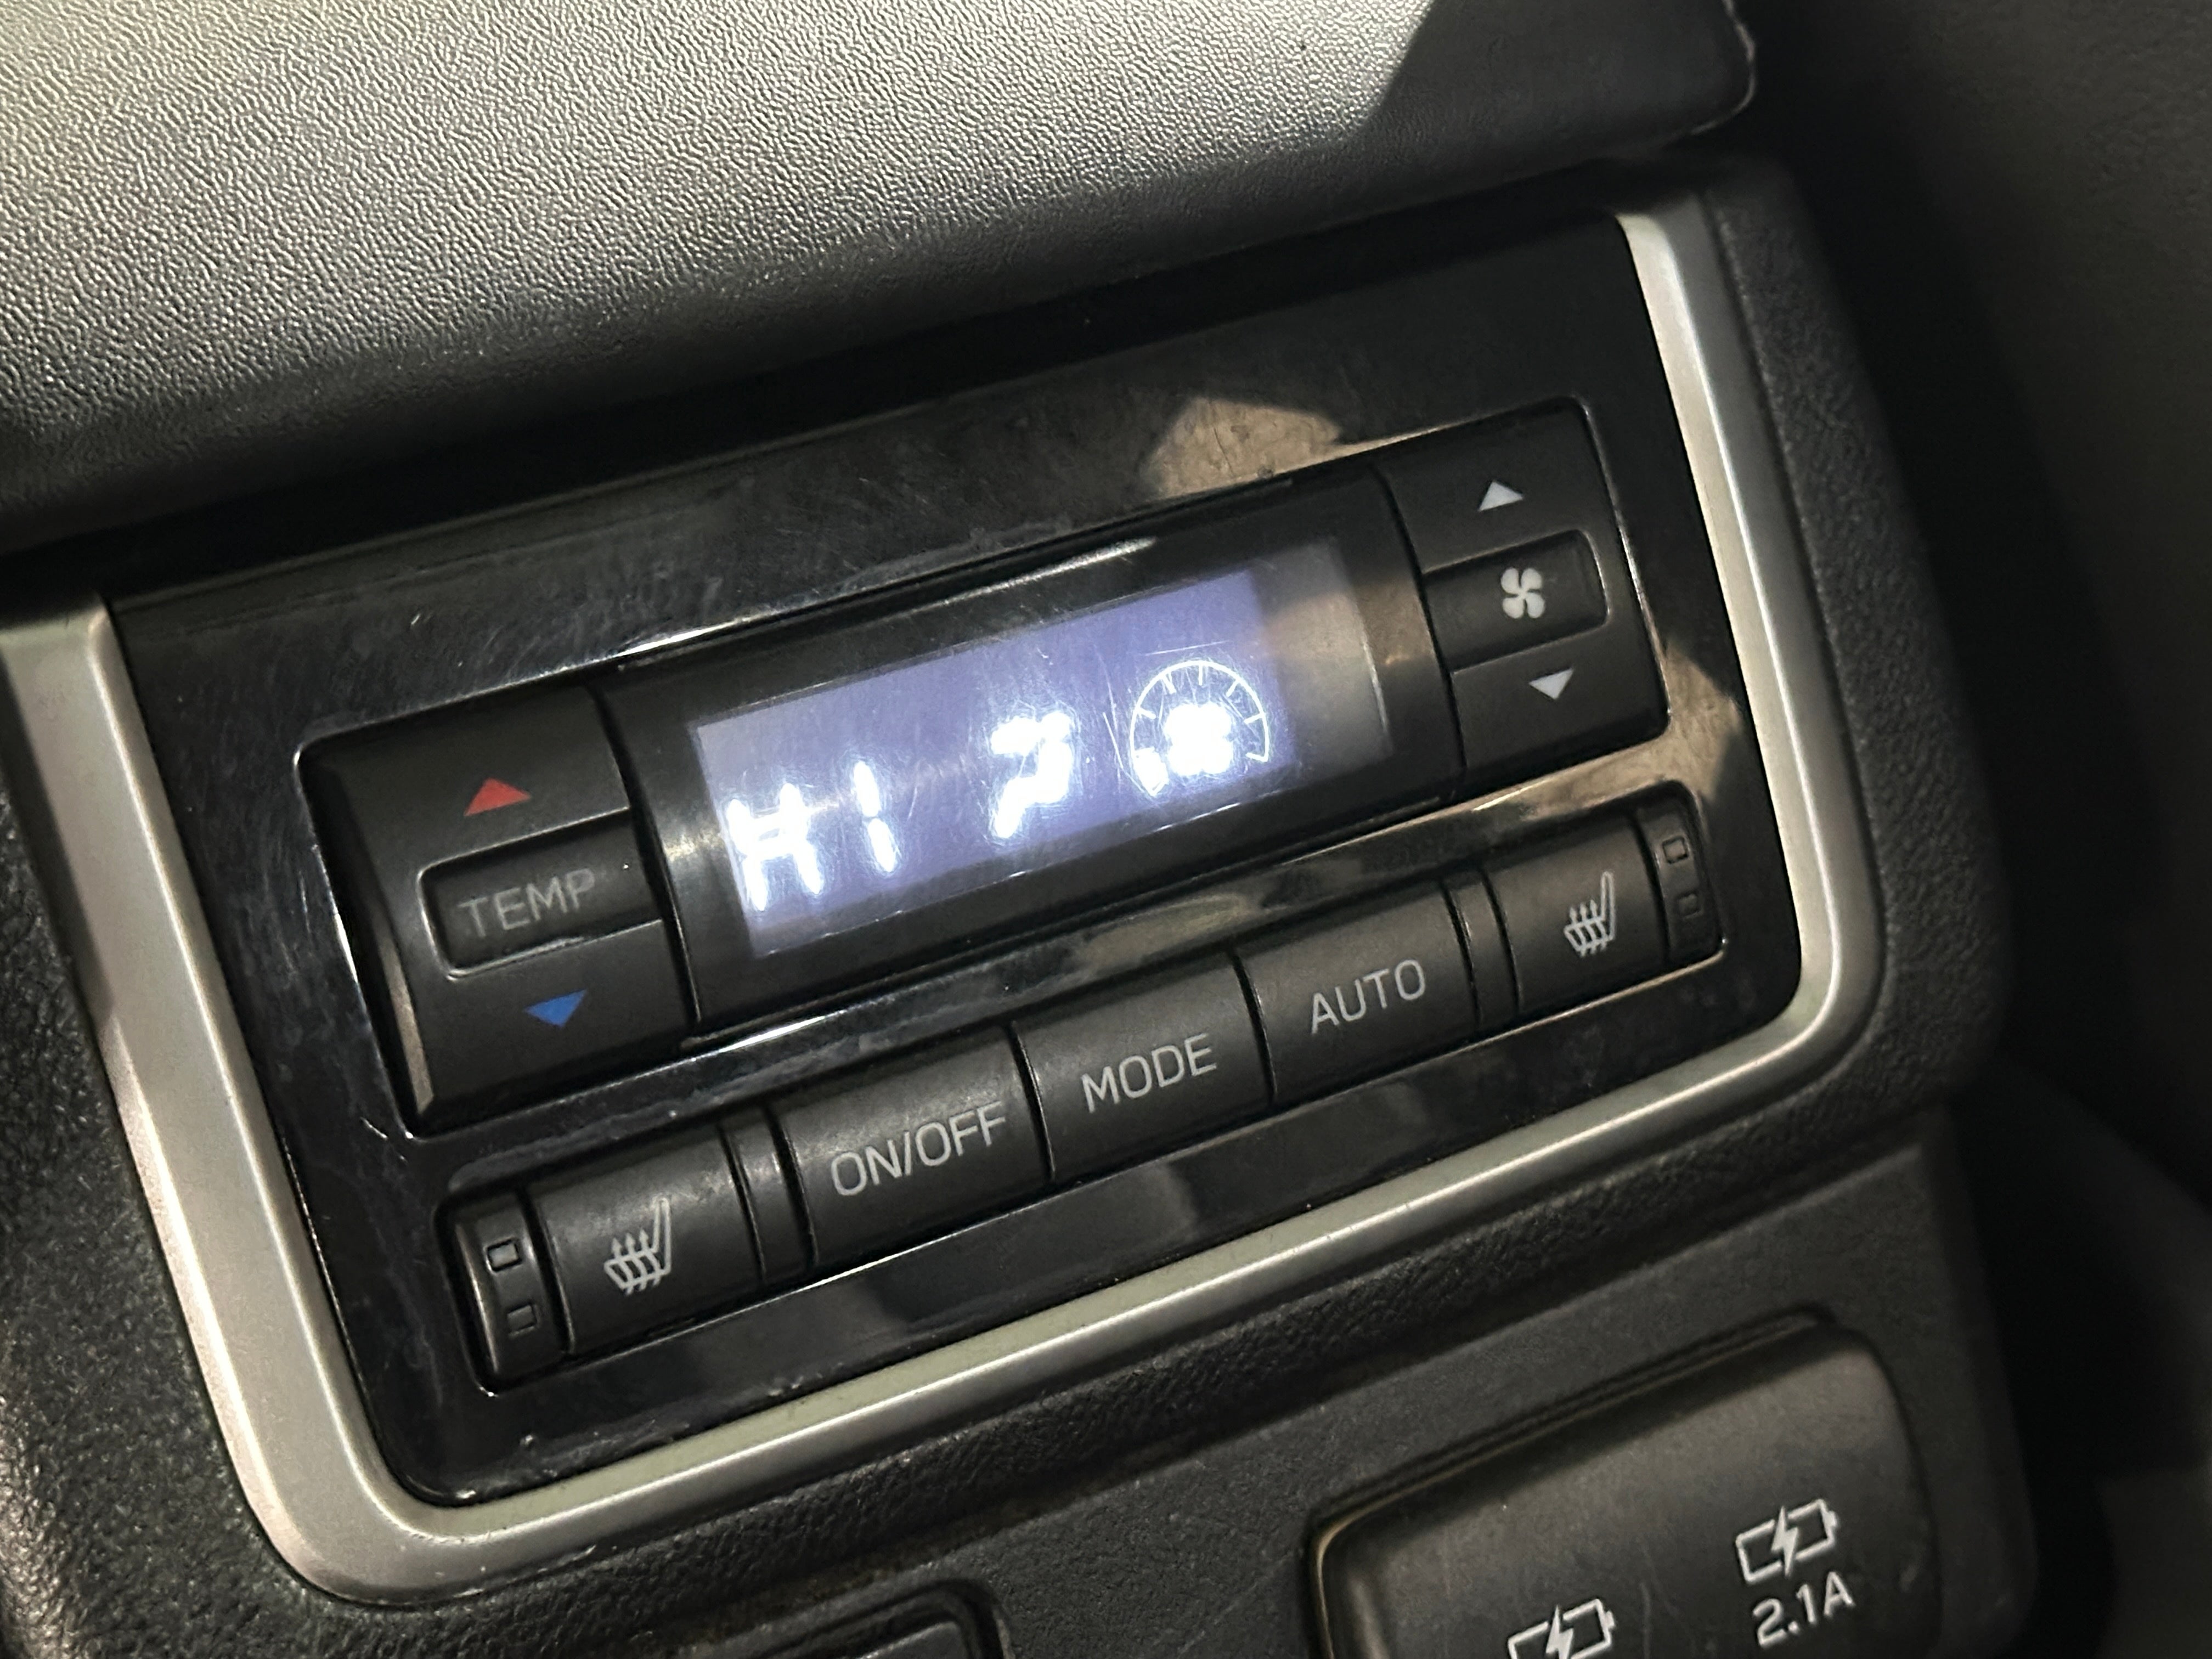 HI
TEMP
ON/OFF MODE AUTO
2.1A